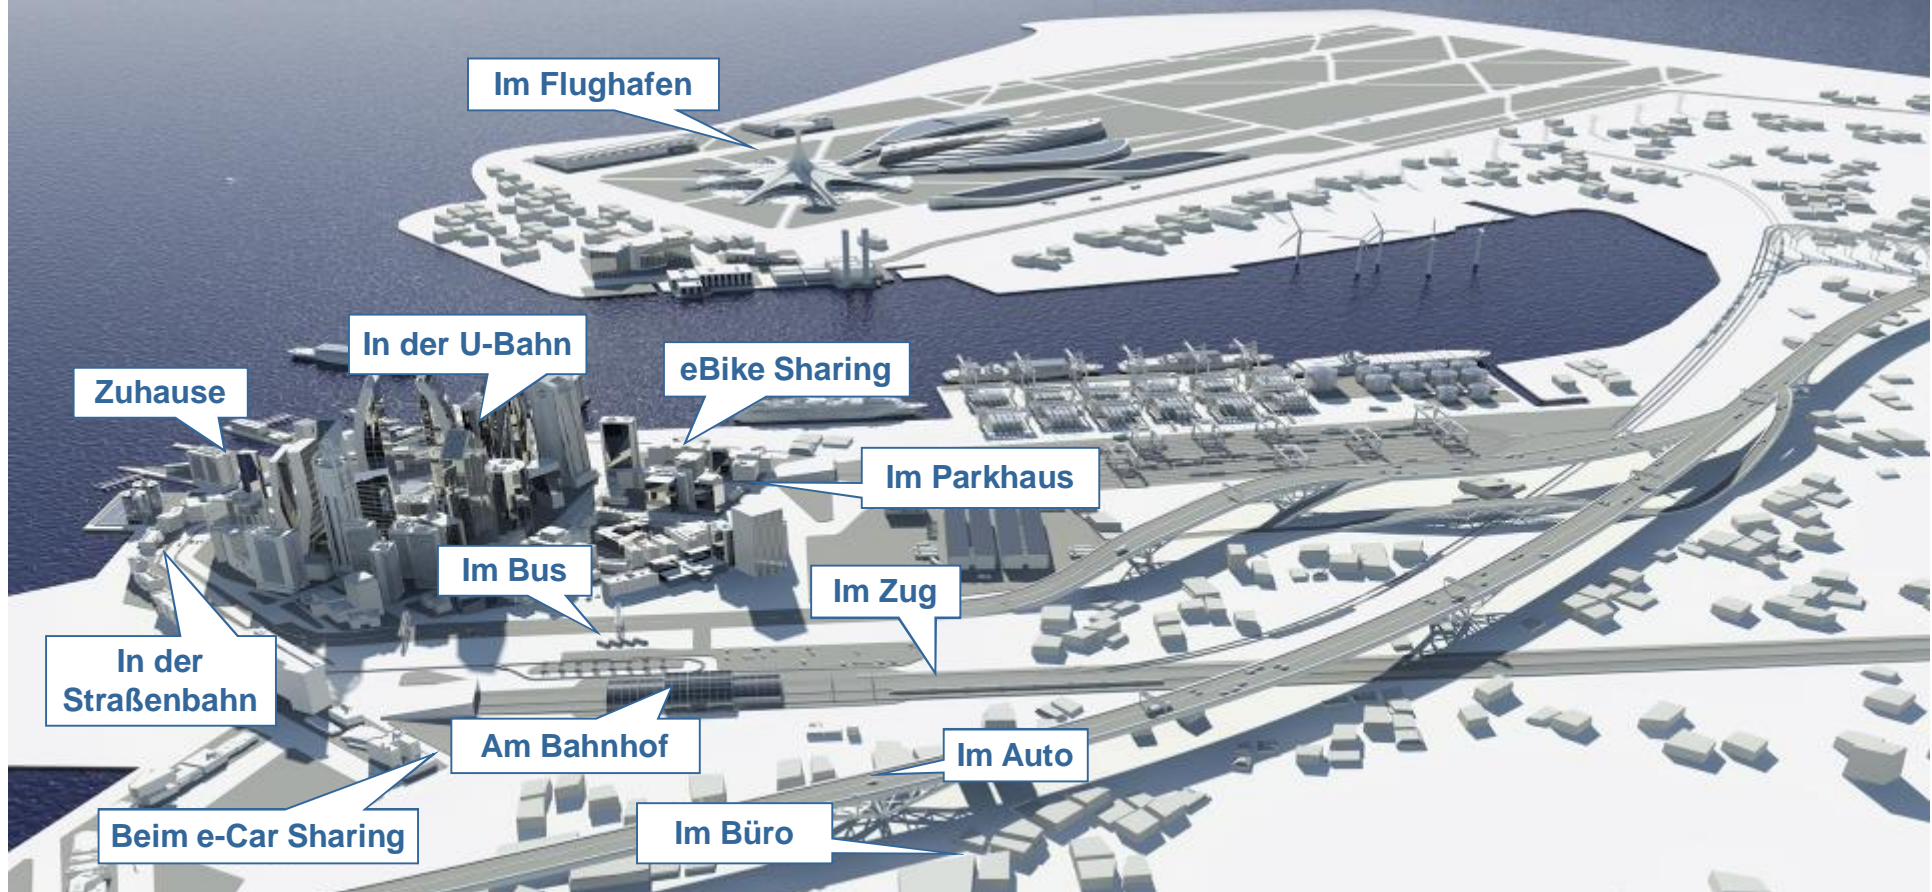 Im Flughafen
In der U-Bahn
eBike Sharing
Zuhause
Im Parkhaus
Im Bus
Im Zug
In der
Straßenbahn
Am Bahnhof
Im Auto
Beim e-Car Sharing
Im Büro